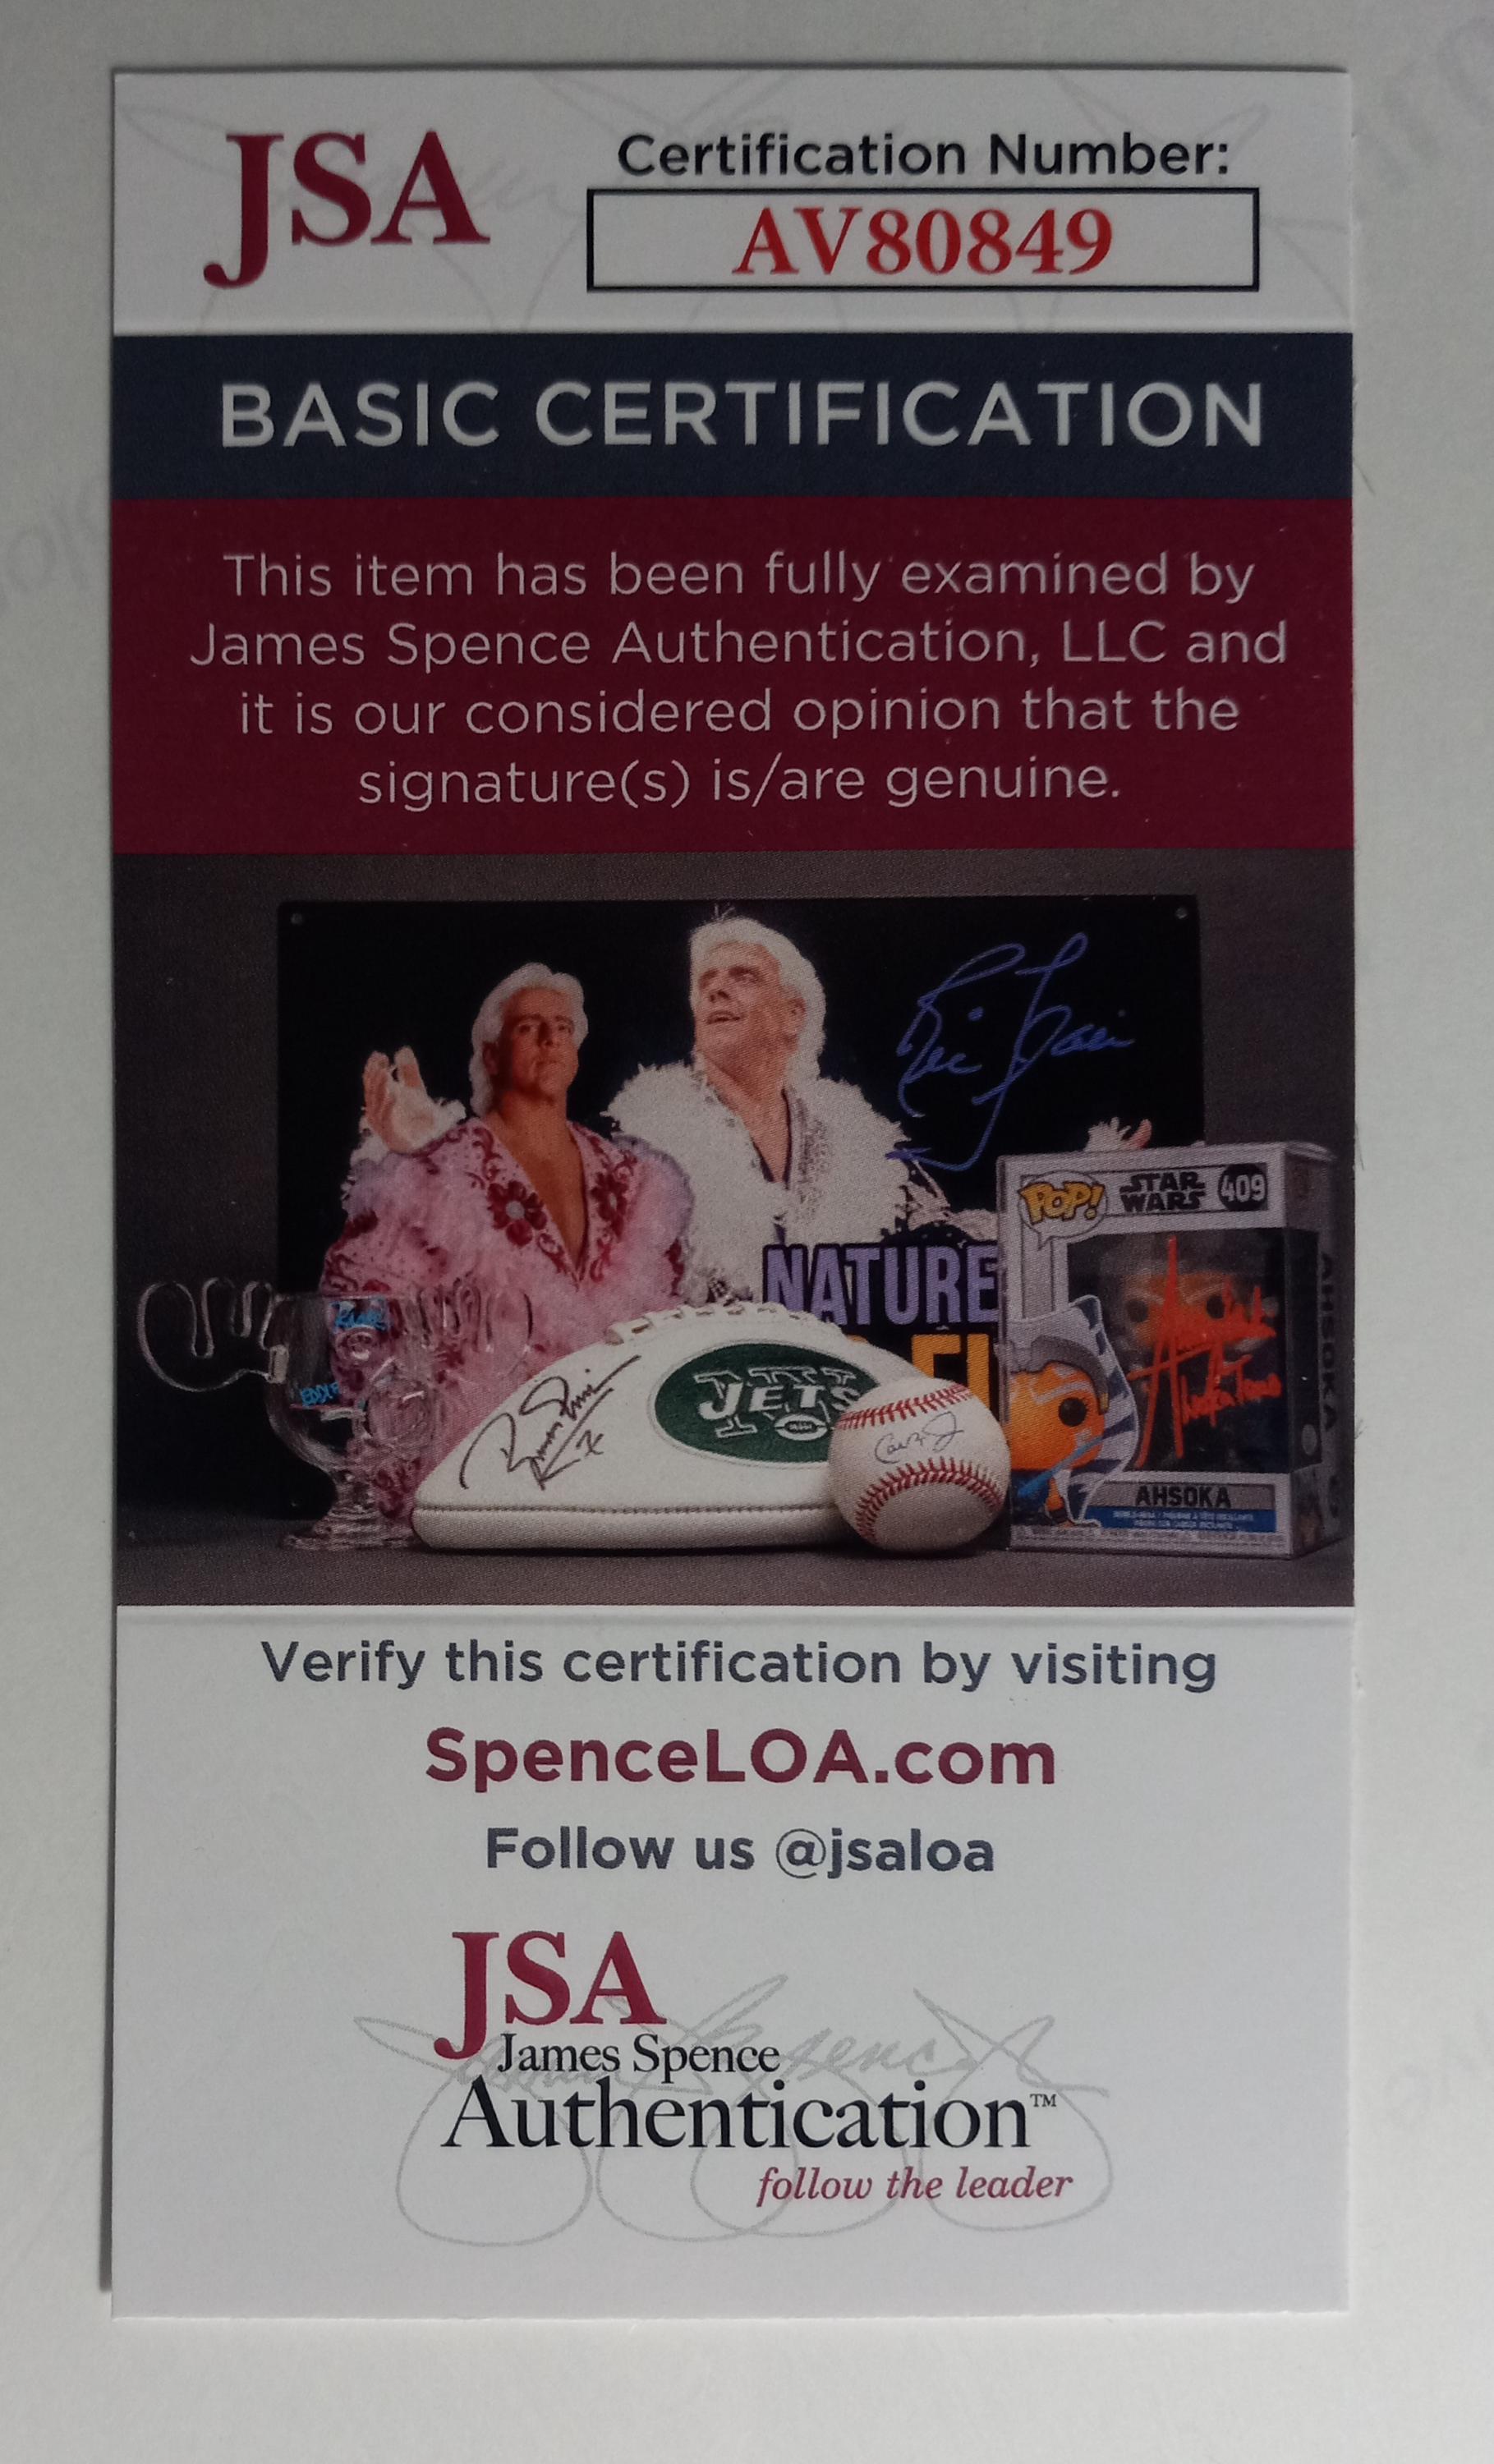 JSA
Certification Number:
AV80849
BASIC CERTIFICATION
This item has been fully examined by
James Spence Authentication, LLC and
it is our considered opinion that the
signature(s) is/are genuine.
NATURE
POP!
STAR
WARS
409
JETS
AHSOKA
AHSOKA
Verify this certification by visiting
SpenceLOA.com
Follow us @jsaloa
JSA
James Spence
Authentication™
follow the leader